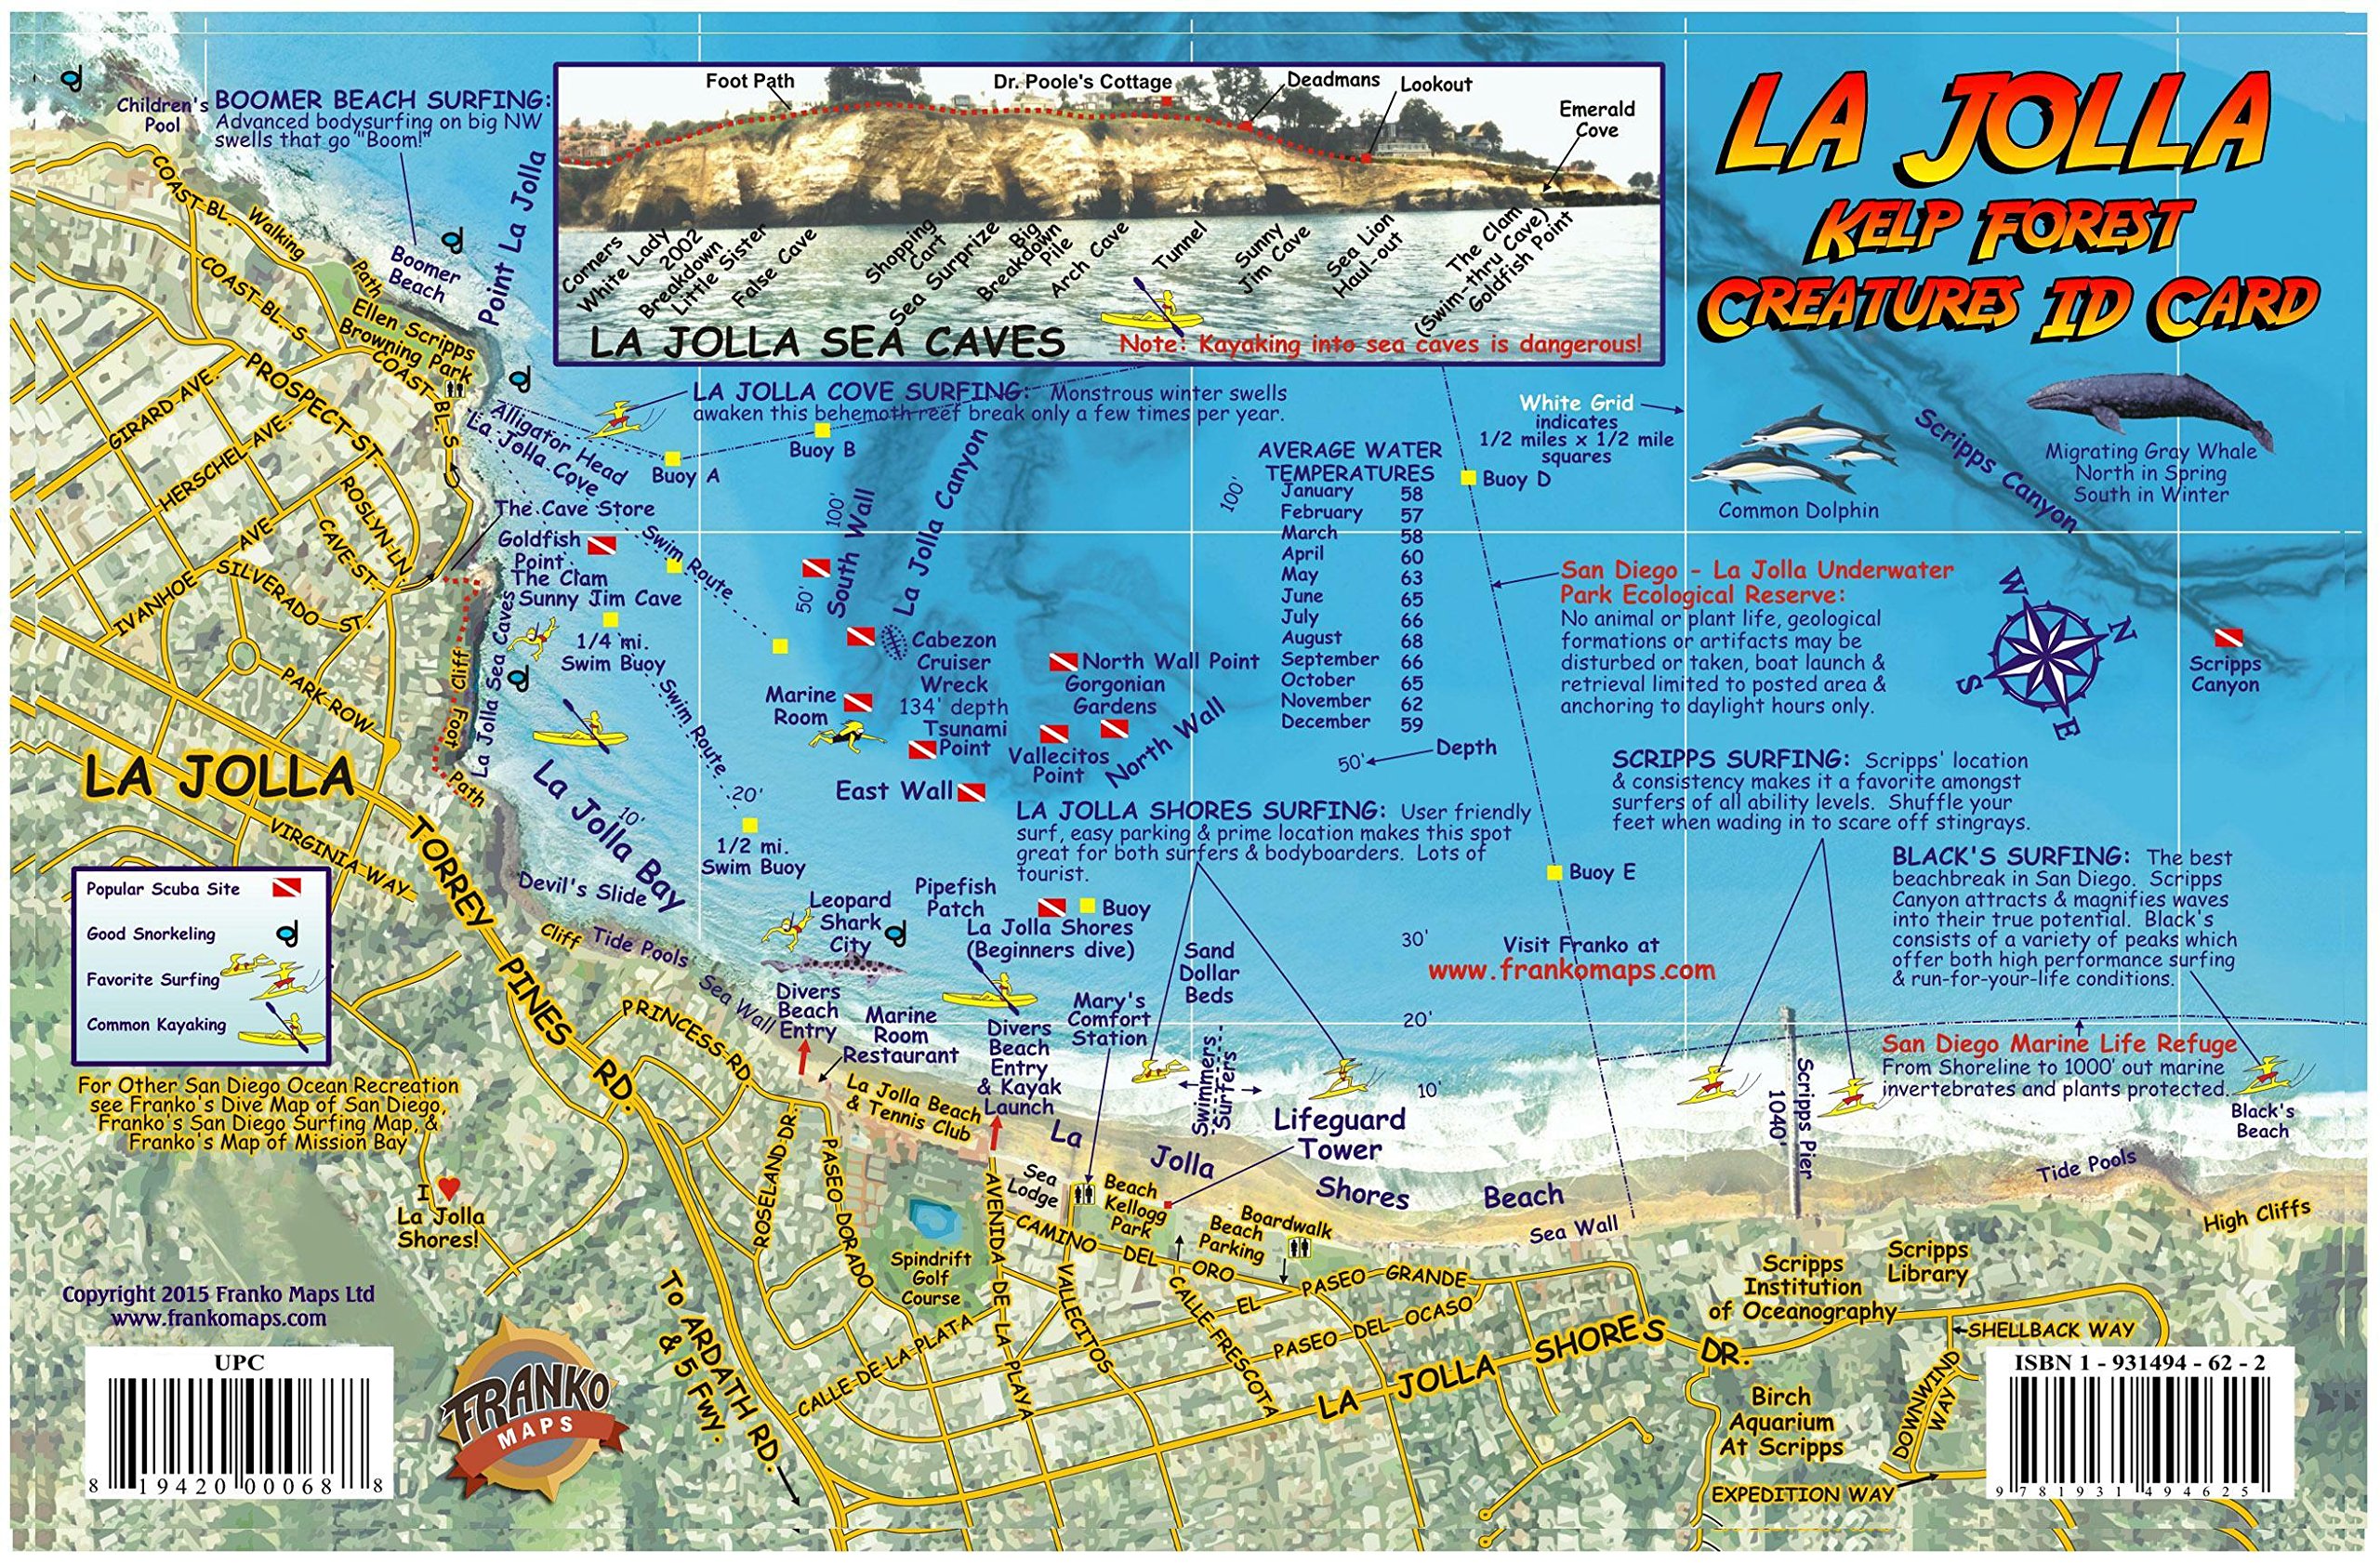 LA JOLLA
KELP FOREST
CREATURES ID CARD
Children's
Pool
BOOMER BEACH SURFING:
Advanced bodysurfing on big NW
swells that go "Boom!"
Boomer
Beach
Point La Jolla
Foot Path
Dr. Poole's Cottage
Deadmans
Lookout
Emerald
Cove
Corners
White Lady
2002
Breakdown
Little Sister
False Cave
Shopping
Cart
Sea Surprize
Big
Breakdown
Pile
Arch Cave
Tunnel
Sunny
Jim Cave
Sea Lion
Haul-out
The Clam
(Swim-thru Cave)
Goldfish Point
LA JOLLA SEA CAVES
Note: Kayaking into sea caves is dangerous!
COAST BL.
Walking
Path
COAST BL. S
Ellen Scripps
Browning Park
COAST
BL. S
PROSPECT ST.
GIRARD AVE.
HERSCHEL AVE.
IVANHOE AVE
ROSLYN LN.
CAVE ST.
SILVERADO ST.
PARK ROW
LA JOLLA
VIRGINIA WAY
TORREY PINES RD.
LA JOLLA COVE SURFING: Monstrous winter swells
awaken this behemoth reef break only a few times per year.
Alligator Head
La Jolla Cove
The Cave Store
Goldfish
Point
The Clam
Sunny Jim Cave
1/4 mi.
Swim Buoy
Swim Route
Swim Route
Buoy A
Buoy B
Buoy D
Buoy E
La Jolla Sea Caves
Cliff
Foot
Path
100'
50'
South Wall
La Jolla Canyon
Cabezon
Cruiser
Wreck
134' depth
Marine
Room
Tsunami
Point
East Wall
North Wall Point
Gorgonian
Gardens
Vallecitos
Point
North Wall
100'
AVERAGE WATER
TEMPERATURES
January 58
February 57
March 58
April 60
May 63
June 65
July 66
August 68
September 66
October 65
November 62
December 59
50'
Depth
White Grid
indicates
1/2 miles x 1/2 mile
squares
Common Dolphin
Migrating Gray Whale
North in Spring
South in Winter
Scripps Canyon
San Diego - La Jolla Underwater
Park Ecological Reserve:
No animal or plant life, geological
formations or artifacts may be
disturbed or taken, boat launch &
retrieval limited to posted area &
anchoring to daylight hours only.
W
N
S
E
Scripps
Canyon
SCRIPPS SURFING: Scripps' location
& consistency makes it a favorite amongst
surfers of all ability levels. Shuffle your
feet when wading in to scare off stingrays.
BLACK'S SURFING: The best
beachbreak in San Diego. Scripps
Canyon attracts & magnifies waves
into their true potential. Black's
consists of a variety of peaks which
offer both high performance surfing
& run-for-your-life conditions.
LA JOLLA SHORES SURFING: User friendly
surf, easy parking & prime location makes this spot
great for both surfers & bodyboarders. Lots of
tourist.
La Jolla Bay
10'
20'
1/2 mi.
Swim Buoy
Devil's Slide
Cliff
Tide Pools
Sea Wall
Leopard
Shark
City
Pipefish
Patch
Buoy
La Jolla Shores
(Beginners dive)
Sand
Dollar
Beds
30'
20'
10'
Visit Franko at
www.frankomaps.com
Popular Scuba Site
Good Snorkeling
Favorite Surfing
Common Kayaking
For Other San Diego Ocean Recreation
see Franko's Dive Map of San Diego,
Franko's San Diego Surfing Map, &
Franko's Map of Mission Bay
I
La Jolla
Shores!
Copyright 2015 Franko Maps Ltd
www.frankomaps.com
UPC
8 19420 00068 8
FRANKO
MAPS
PRINCESS RD.
Divers
Beach
Entry
Marine
Room
Restaurant
La Jolla Beach
& Tennis Club
Divers
Beach
Entry
& Kayak
Launch
Mary's
Comfort
Station
Swimmers
Surfers
Lifeguard
Tower
La Jolla Shores Beach
Sea Wall
San Diego Marine Life Refuge
From Shoreline to 1000' out marine
invertebrates and plants protected.
Black's
Beach
Scripps Pier
1040'
Tide Pools
High Cliffs
ROSELAND DR.
PASEO DORADO
Spindrift
Golf
Course
Sea
Lodge
Beach
Kellogg
Park
Beach
Parking
Boardwalk
AVENIDA DE LA PLAYA
CAMINO DEL ORO
VALLECITOS
CALLE FRESCOTA
EL PASEO GRANDE
PASEO DEL OCASO
CALLE DE LA PLATA
TO ARDATH RD.
& 5 FWY.
LA JOLLA SHORES DR.
Scripps
Institution
of Oceanography
Scripps
Library
SHELLBACK WAY
DOWNWIND
WAY
Birch
Aquarium
At Scripps
EXPEDITION WAY
ISBN 1 - 931494 - 62 - 2
9 781931 494625